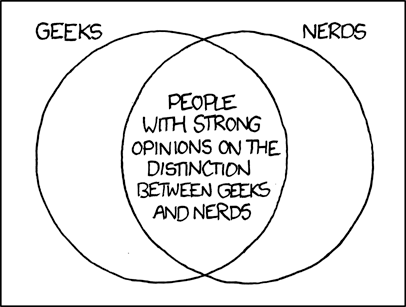 GEEKS
NERDS
PEOPLE
WITH STRONG
OPINIONS ON THE
DISTINCTION
BETWEEN GEEKS
AND NERDS